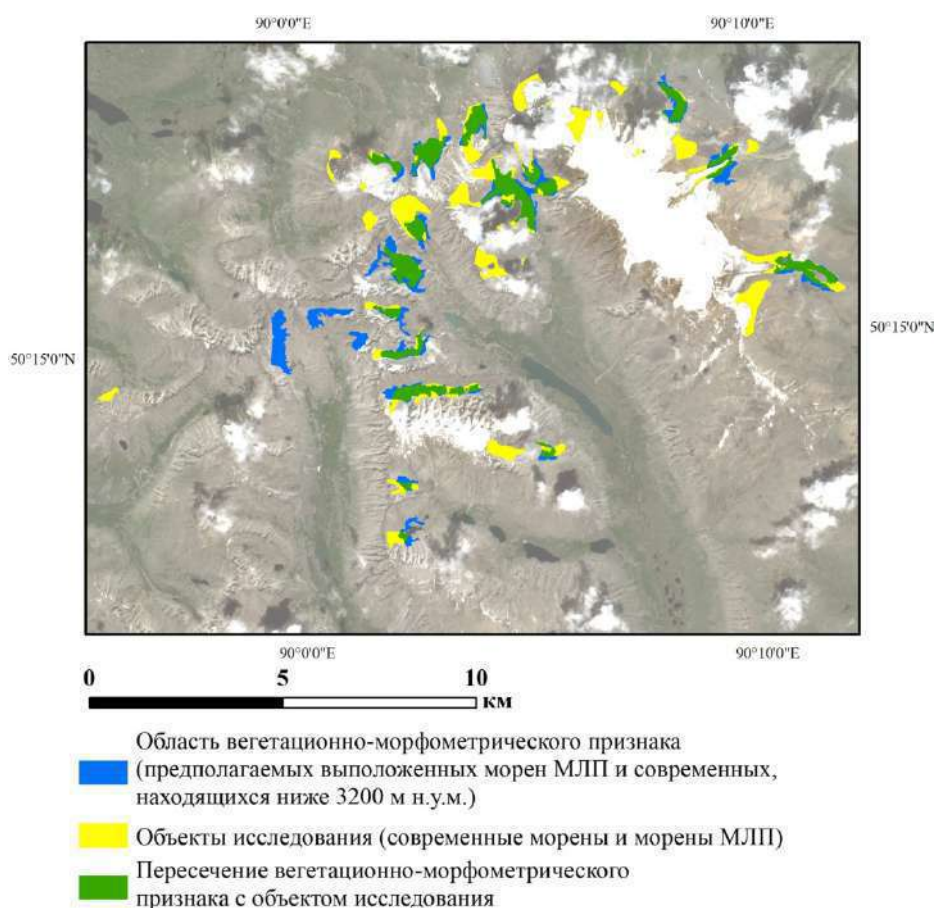 90°0'0"E
90°10'0"E
50°15'0"N
50°15'0"N
90°0'0"E
90°10'0"E
0
5
10
км
Область вегетационно-морфометрического признака
(предполагаемых выположенных морен МЛП и современных,
находящихся ниже 3200 м н.у.м.)
Объекты исследования (современные морены и морены МЛП)
Пересечение вегетационно-морфометрического
признака с объектом исследования